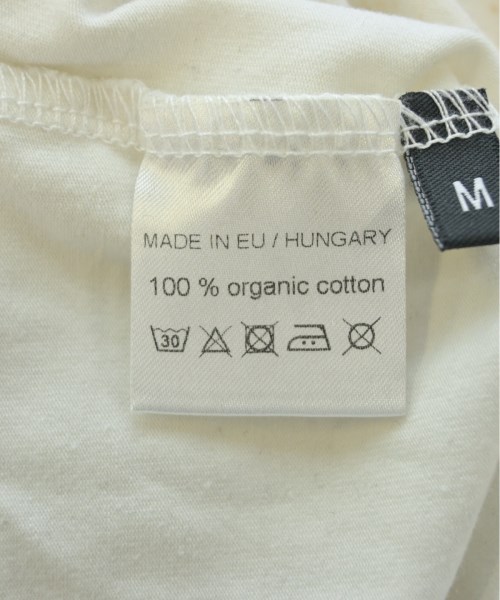 MADE IN EU / HUNGARY
100 % organic cotton
30
M